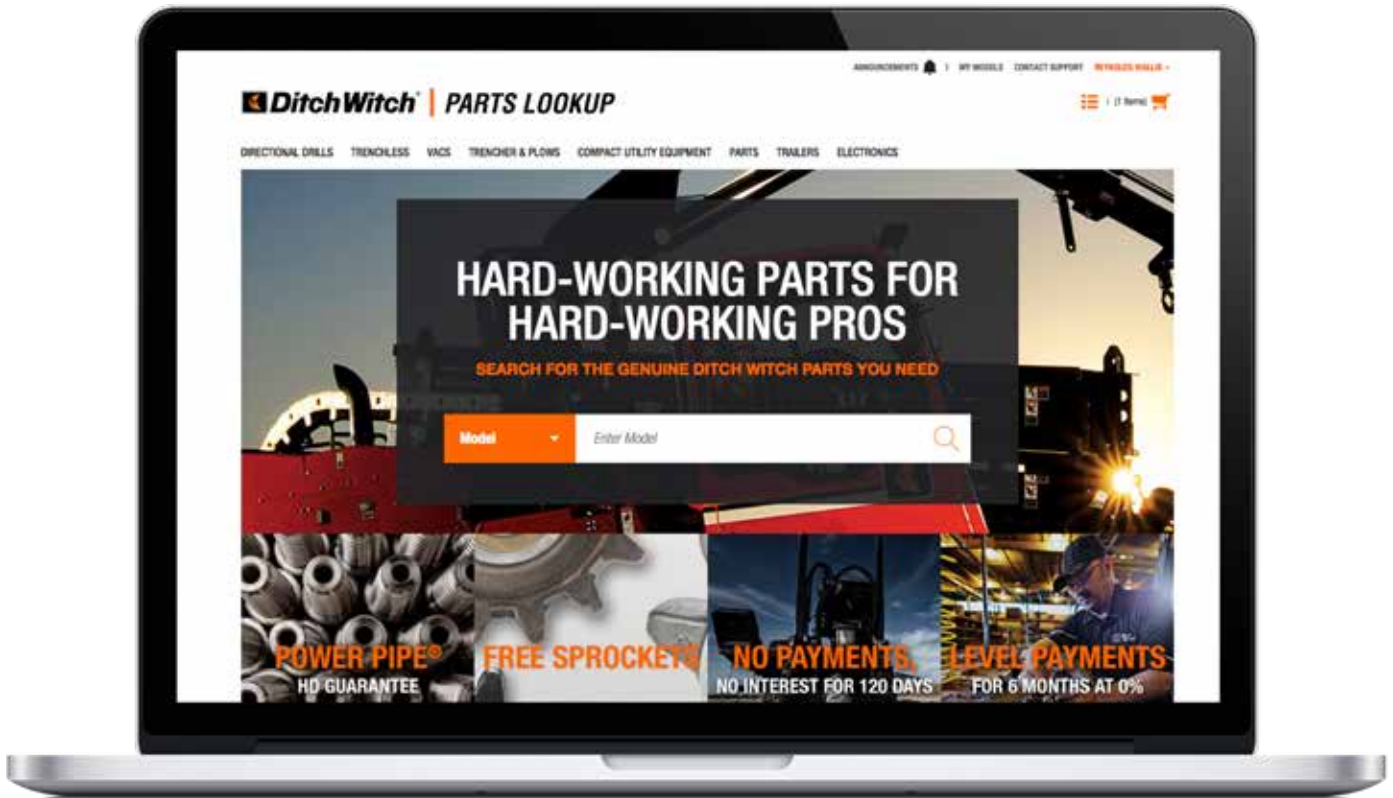 ANNOUNCEMENTS | MY MODELS CONTACT SUPPORT
DitchWitch® | PARTS LOOKUP
(1 Items)
DIRECTIONAL DRILLS TRENCHLESS VACS TRENCHER & PLOWS COMPACT UTILITY EQUIPMENT PARTS TRAILERS ELECTRONICS
HARD-WORKING PARTS FOR
HARD-WORKING PROS
SEARCH FOR THE GENUINE DITCH WITCH PARTS YOU NEED
Model Enter Model
POWER PIPE®
HD GUARANTEE
FREE SPROCKETS
NO PAYMENTS,
NO INTEREST FOR 120 DAYS
LEVEL PAYMENTS
FOR 6 MONTHS AT 0%